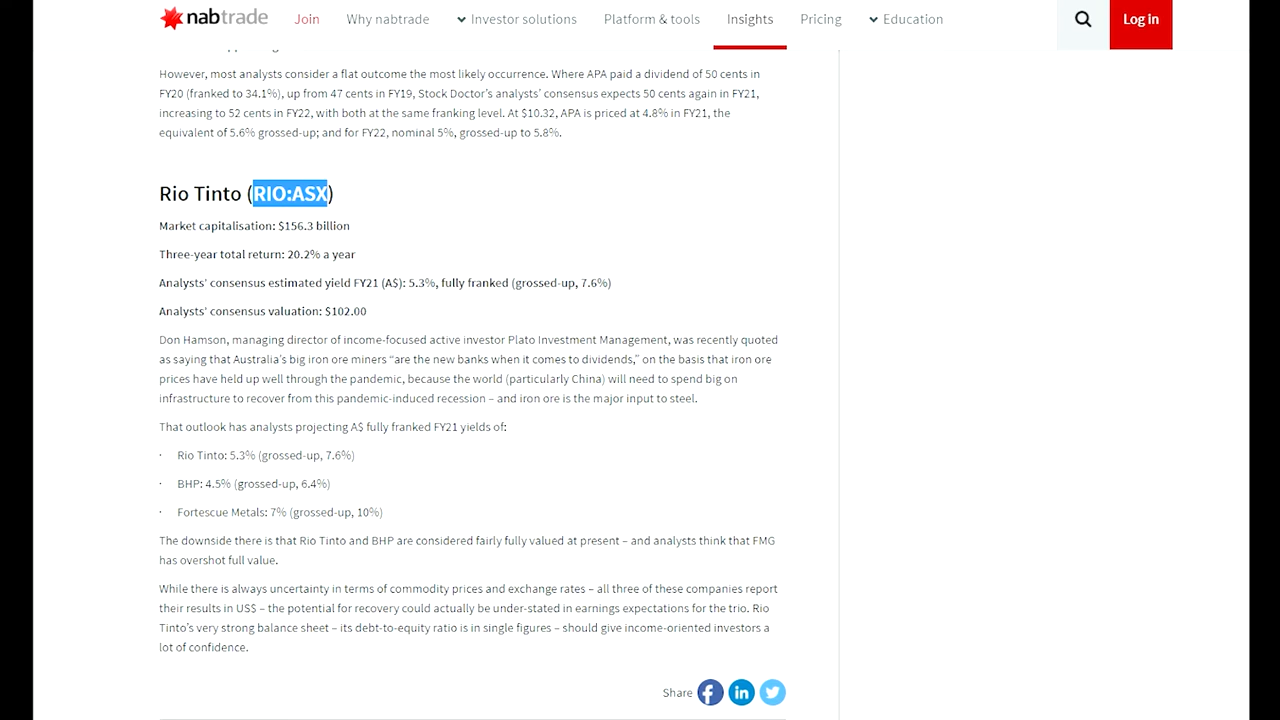 nabtrade
Join
Why nabtrade
Investor solutions
Platform & tools
Insights
Pricing
Education
Log in
However, most analysts consider a flat outcome the most likely occurrence. Where APA paid a dividend of 50 cents in
FY20 (franked to 34.1%), up from 47 cents in FY19, Stock Doctor's analysts' consensus expects 50 cents again in FY21,
increasing to 52 cents in FY22, with both at the same franking level. At $10.32, APA is priced at 4.8% in FY21, the
equivalent of 5.6% grossed-up; and for FY22, nominal 5%, grossed-up to 5.8%.
Rio Tinto (RIO:ASX)
Market capitalisation: $156.3 billion
Three-year total return: 20.2% a year
Analysts' consensus estimated yield FY21 (A$): 5.3%, fully franked (grossed-up, 7.6%)
Analysts' consensus valuation: $102.00
Don Hamson, managing director of income-focused active investor Plato Investment Management, was recently quoted
as saying that Australia's big iron ore miners “are the new banks when it comes to dividends,” on the basis that iron ore
prices have held up well through the pandemic, because the world (particularly China) will need to spend big on
infrastructure to recover from this pandemic-induced recession – and iron ore is the major input to steel.
That outlook has analysts projecting A$ fully franked FY21 yields of:
· Rio Tinto: 5.3% (grossed-up, 7.6%)
· BHP: 4.5% (grossed-up, 6.4%)
· Fortescue Metals: 7% (grossed-up, 10%)
The downside there is that Rio Tinto and BHP are considered fairly fully valued at present – and analysts think that FMG
has overshot full value.
While there is always uncertainty in terms of commodity prices and exchange rates – all three of these companies report
their results in US$ – the potential for recovery could actually be under-stated in earnings expectations for the trio. Rio
Tinto's very strong balance sheet – its debt-to-equity ratio is in single figures – should give income-oriented investors a
lot of confidence.
Share